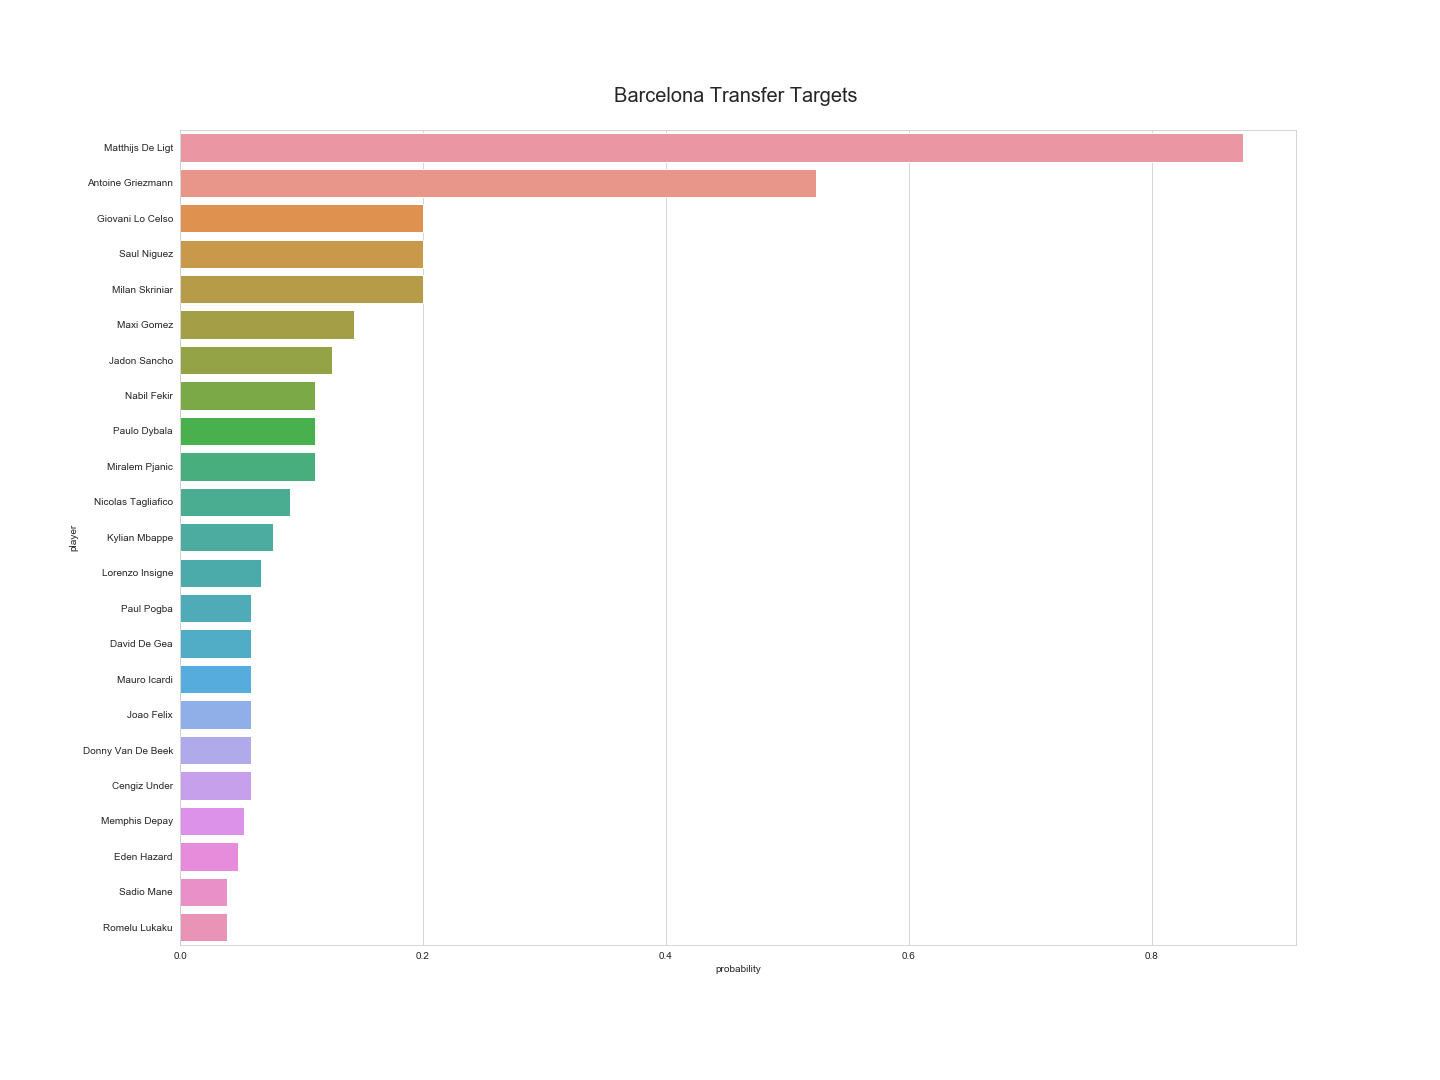 Barcelona Transfer Targets
Matthijs De Ligt
Antoine Griezmann
Giovani Lo Celso
Saul Niguez
Milan Skriniar
Maxi Gomez
Jadon Sancho
Nabil Fekir
Paulo Dybala
Miralem Pjanic
Nicolas Tagliafico
Kylian Mbappe
Lorenzo Insigne
Paul Pogba
David De Gea
Mauro Icardi
Joao Felix
Donny Van De Beek
Cengiz Under
Memphis Depay
Eden Hazard
Sadio Mane
Romelu Lukaku
player
0.0 0.2 0.4 0.6 0.8
probability